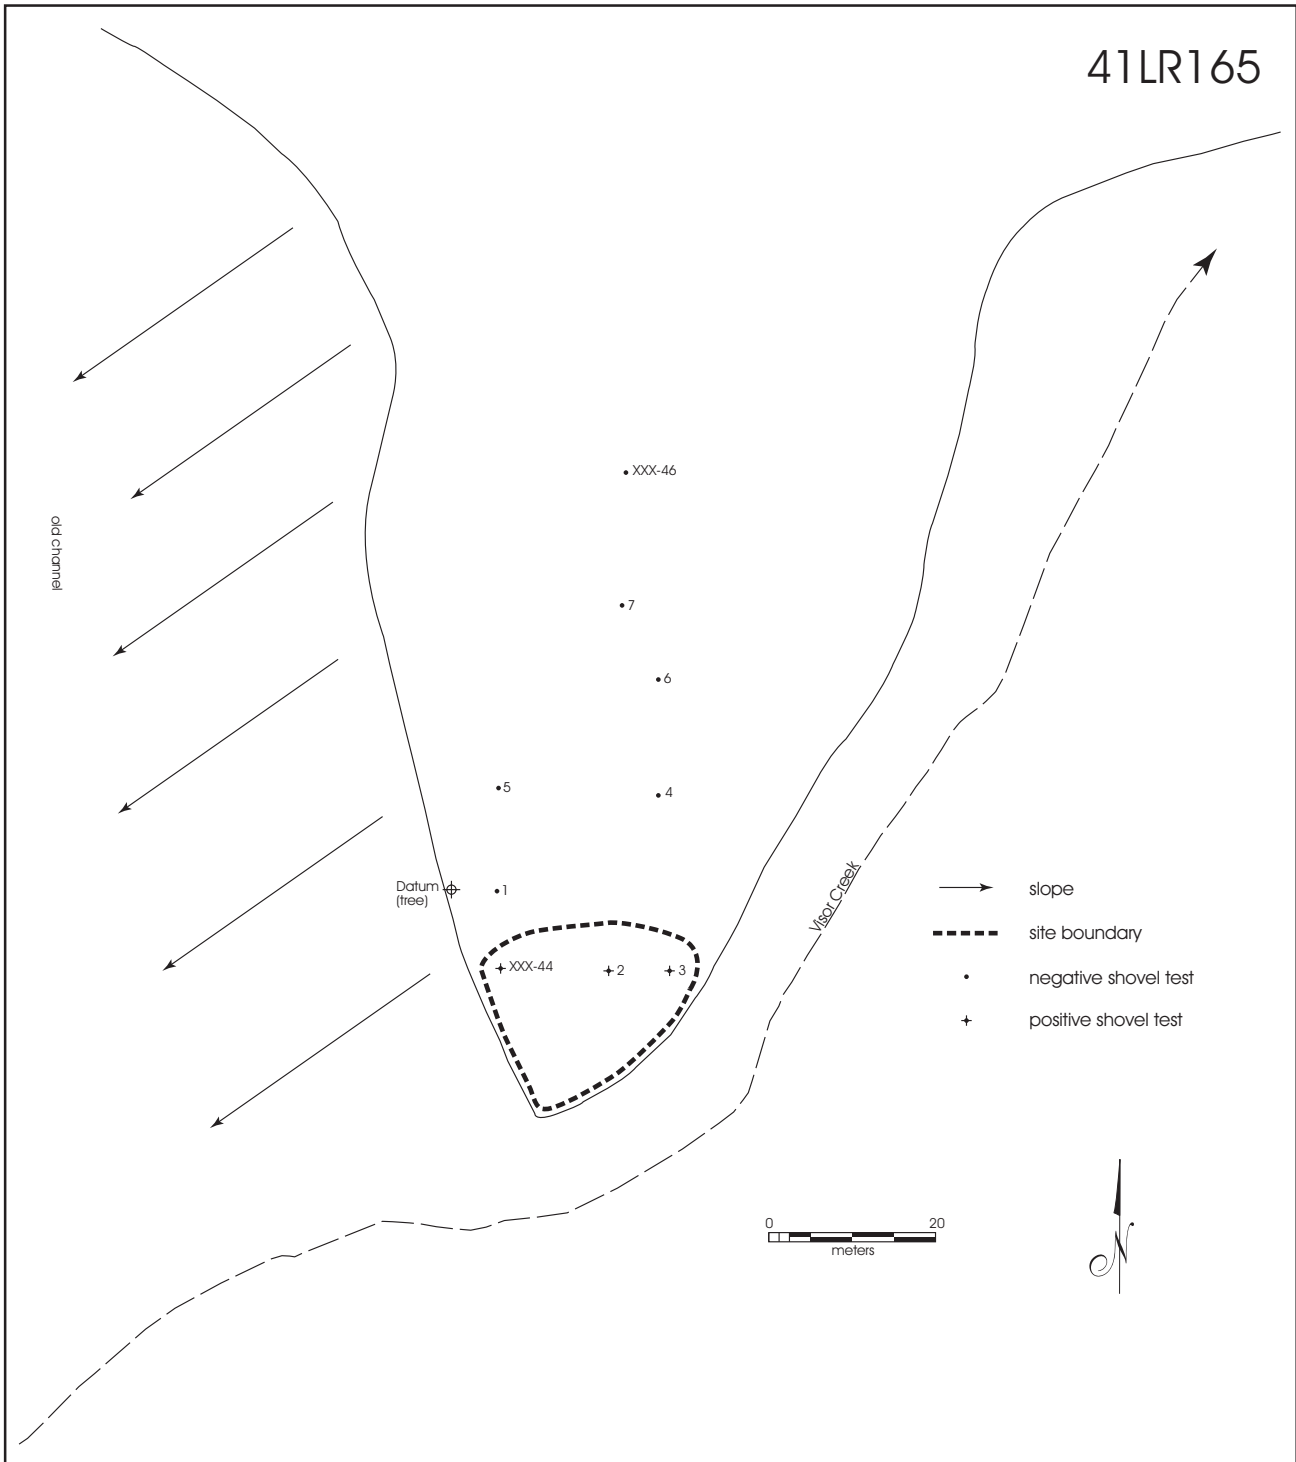 41LR165
XXX-46
old channel
7
6
5
4
Datum
(tree)
1
Visor Creek
XXX-44
2
3
slope
site boundary
negative shovel test
positive shovel test
0
20
meters
N